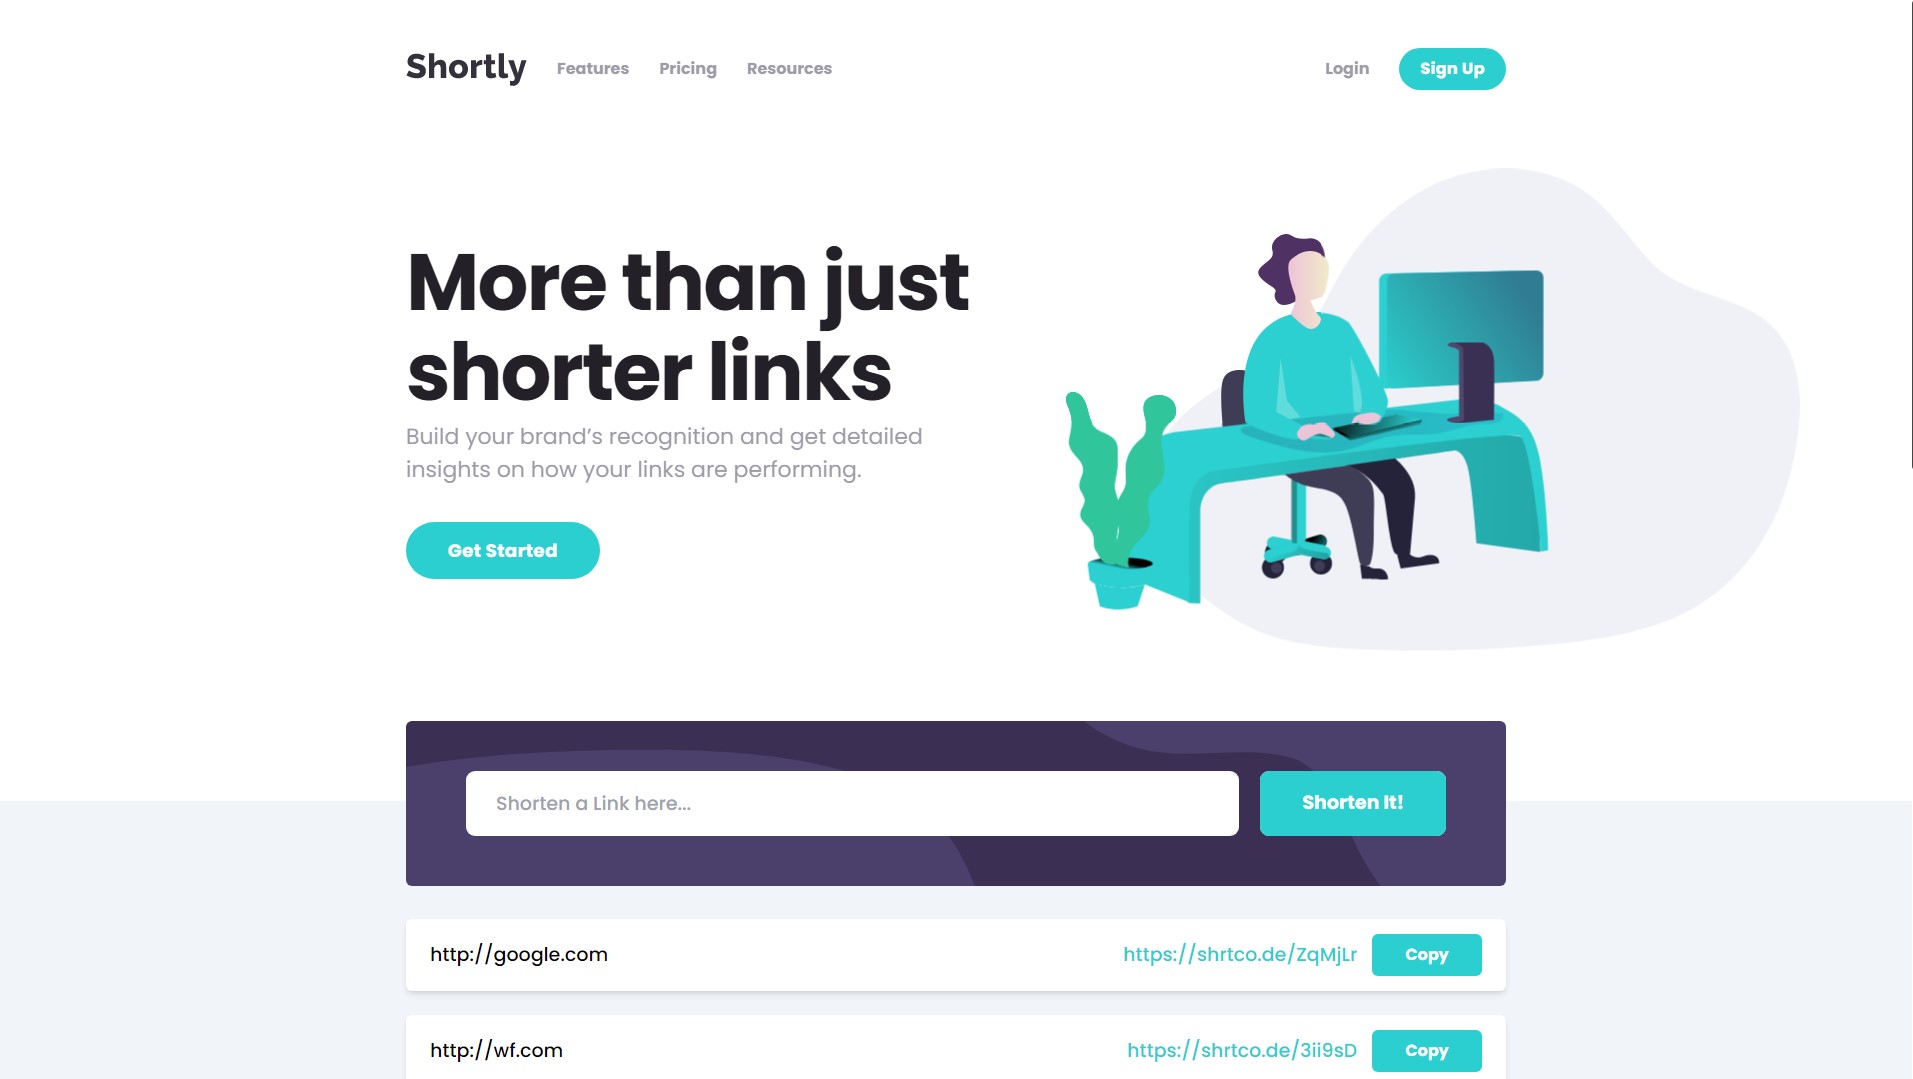 Shortly Features Pricing Resources Login Sign Up
More than just
shorter links
Build your brand’s recognition and get detailed
insights on how your links are performing.
Get Started
Shorten a Link here...
Shorten It!
http://google.com https://shrtco.de/ZqMjLr Copy
http://wf.com https://shrtco.de/3ii9sD Copy